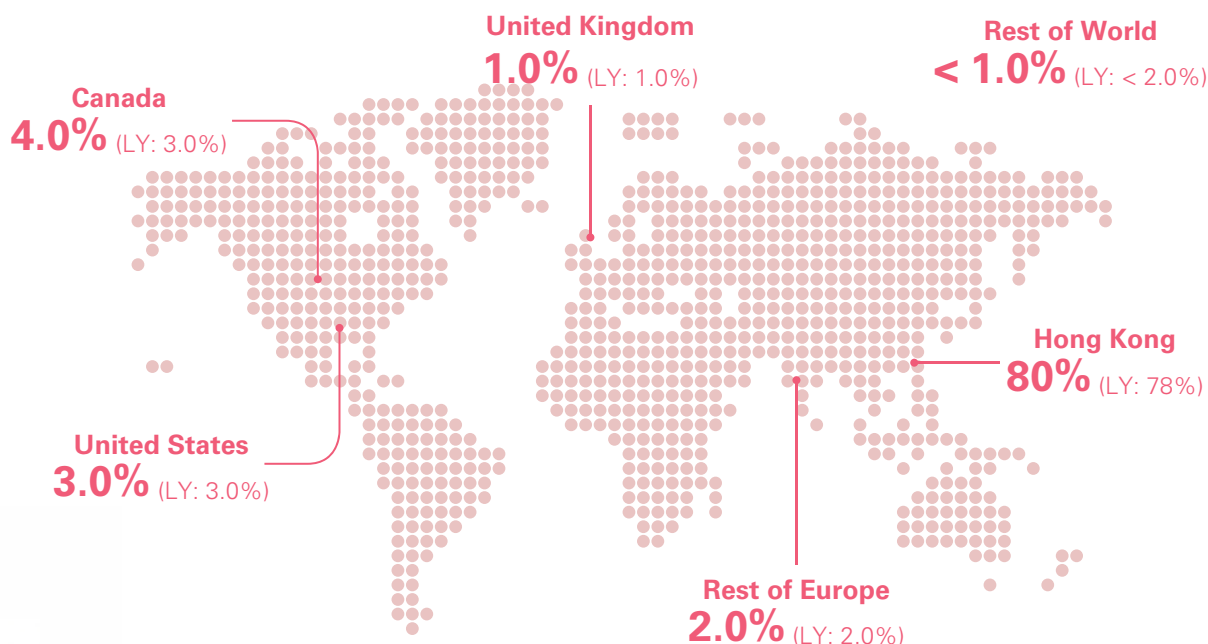 United Kingdom
1.0% (LY: 1.0%)
Rest of World
< 1.0% (LY: < 2.0%)
Canada
4.0% (LY: 3.0%)
Hong Kong
80% (LY: 78%)
United States
3.0% (LY: 3.0%)
Rest of Europe
2.0% (LY: 2.0%)